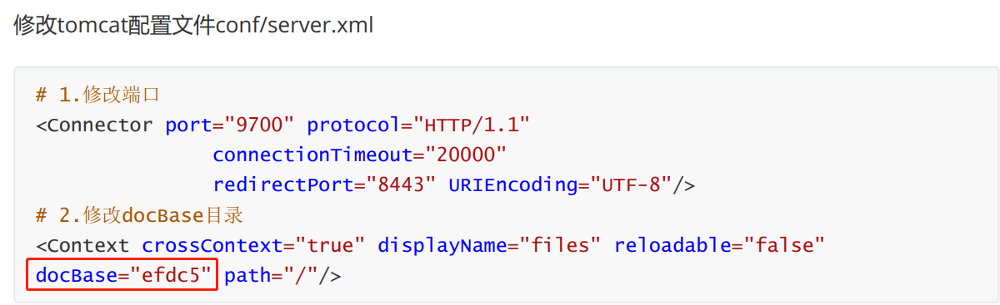 修改tomcat配置文件conf/server.xml
# 1.修改端口
<Connector port="9700" protocol="HTTP/1.1"
connectionTimeout="20000"
redirectPort="8443" URIEncoding="UTF-8"/>
# 2.修改docBase目录
<Context crossContext="true" displayName="files" reloadable="false"
docBase="efdc5" path="/"/>